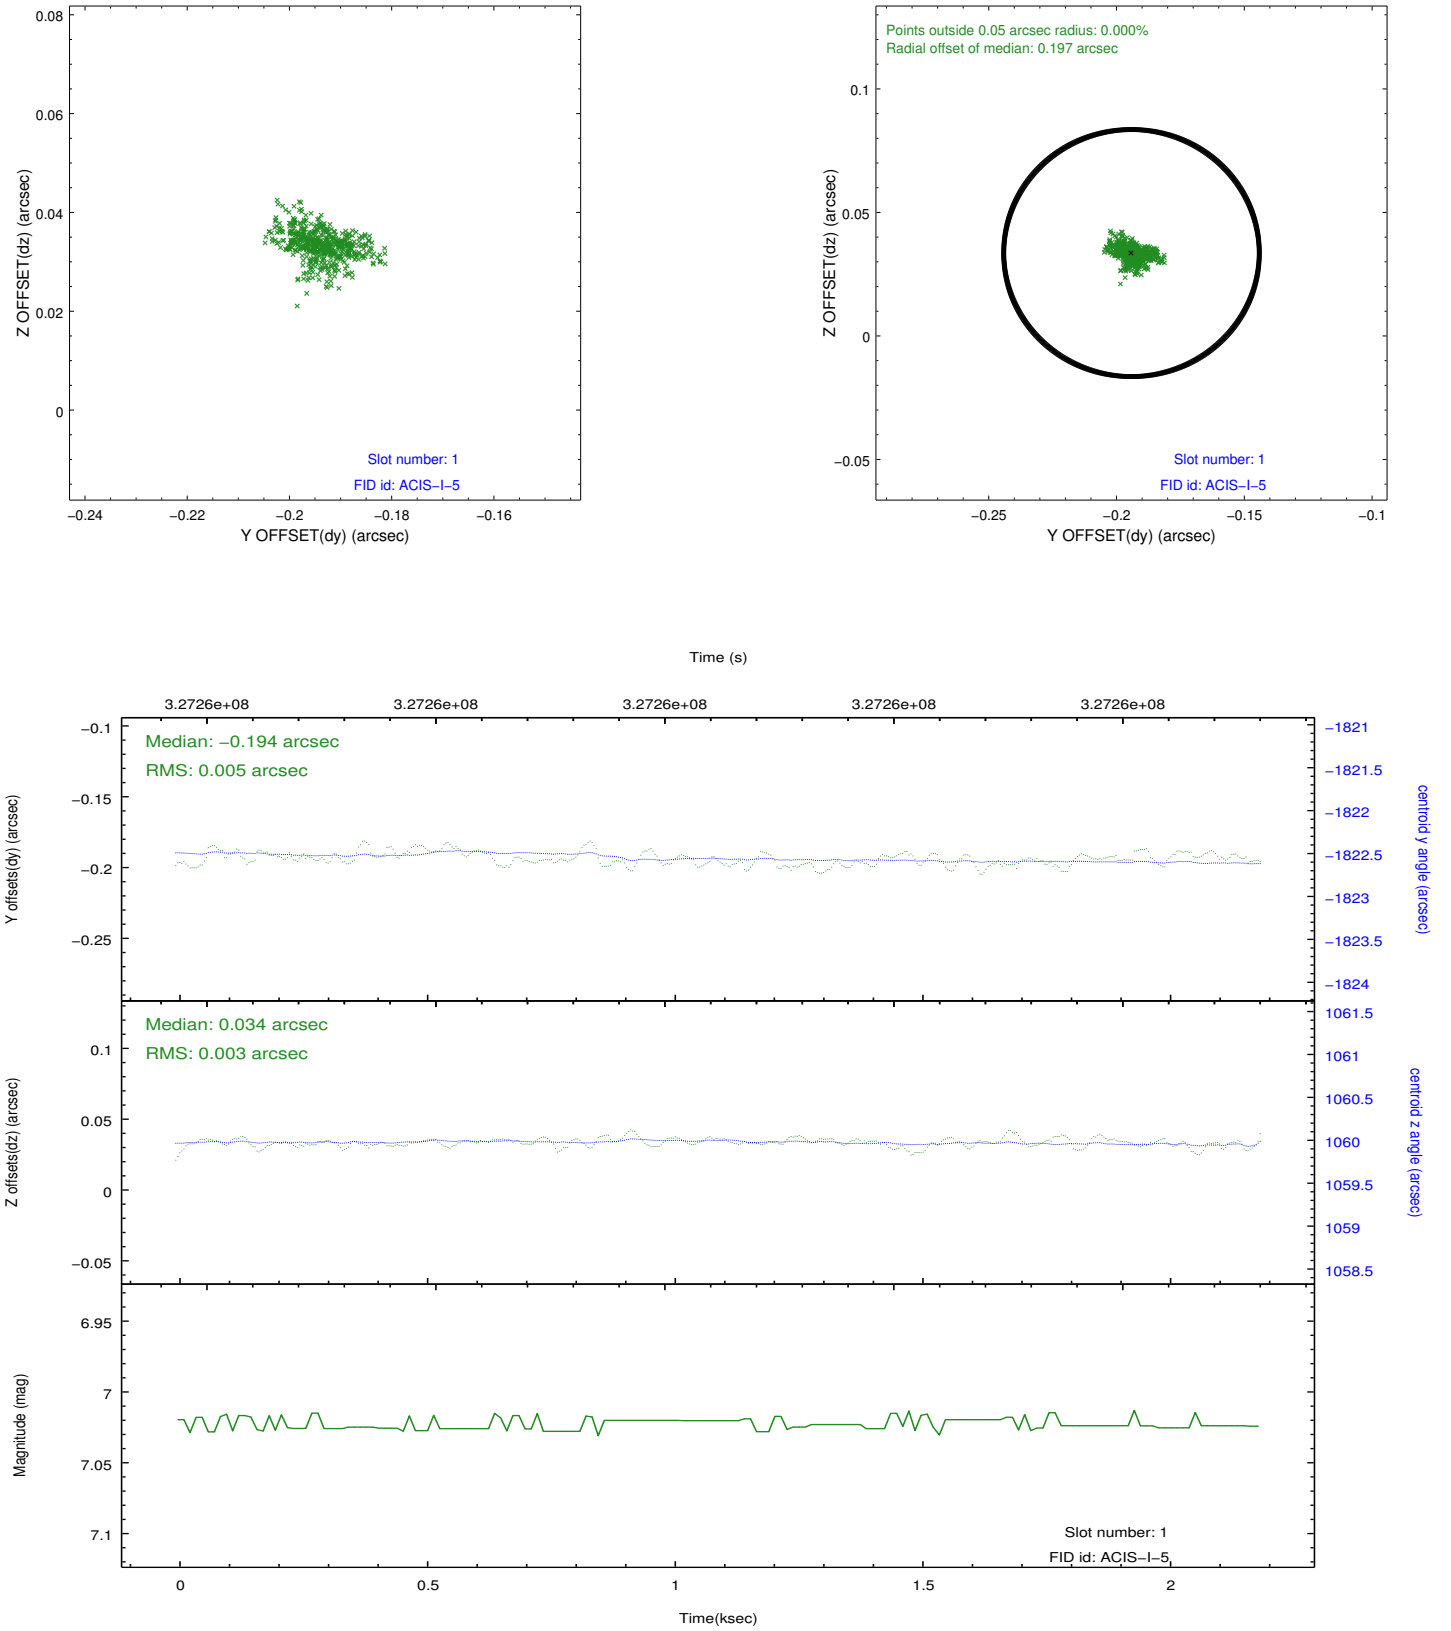 0.08
0.06
0.04
0.02
0
Z OFFSET(dz) (arcsec)
Slot number: 1
FID id: ACIS−I−5
−0.24
−0.22
−0.2
−0.18
−0.16
Y OFFSET(dy) (arcsec)
Points outside 0.05 arcsec radius: 0.000%
Radial offset of median: 0.197 arcsec
0.1
0.05
0
−0.05
Z OFFSET(dz) (arcsec)
Slot number: 1
FID id: ACIS−I−5
−0.25
−0.2
−0.15
−0.1
Y OFFSET(dy) (arcsec)
Time (s)
3.2726e+08
3.2726e+08
3.2726e+08
3.2726e+08
3.2726e+08
Median: −0.194 arcsec
RMS: 0.005 arcsec
−0.1
−0.15
−0.2
−0.25
Y offsets(dy) (arcsec)
−1821
−1821.5
−1822
−1822.5
−1823
−1823.5
−1824
centroid y angle (arcsec)
Median: 0.034 arcsec
RMS: 0.003 arcsec
0.1
0.05
0
−0.05
Z offsets(dz) (arcsec)
1061.5
1061
1060.5
1060
1059.5
1059
1058.5
centroid z angle (arcsec)
6.95
7
7.05
7.1
Magnitude (mag)
Slot number: 1
FID id: ACIS−I−5
0
0.5
1
1.5
2
Time(ksec)